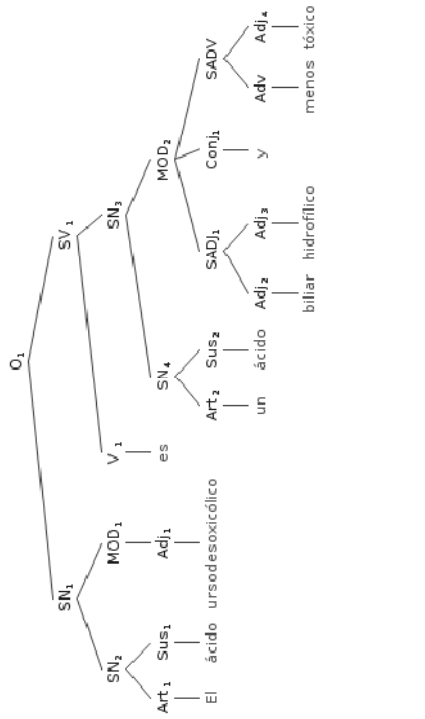 O₁
SN₁ SV₁
SN₂ MOD₁ V₁ SN₃
Art₁ Sus₁ Adj₁ es SN₄ MOD₂
El ácido ursodesoxicólico Art₂ Sus₂ SADJ₁ Conj₁ SADV
un ácido Adj₂ Adj₃ y Adv Adj₄
biliar hidrofílico menos tóxico